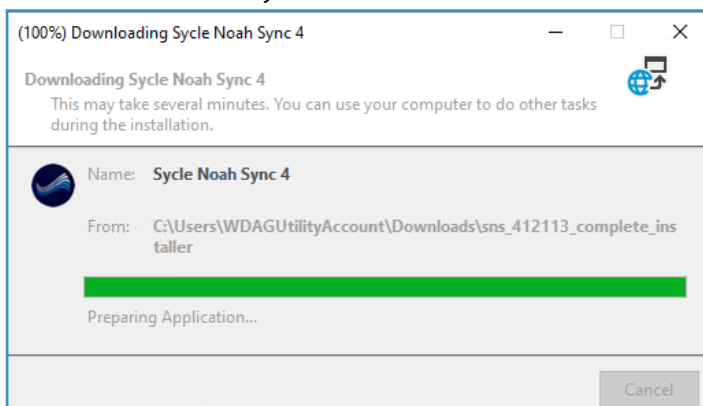 (100%) Downloading Sycle Noah Sync 4
Downloading Sycle Noah Sync 4
This may take several minutes. You can use your computer to do other tasks
during the installation.
Name: Sycle Noah Sync 4
From: C:\Users\WDAGUtilityAccount\Downloads\sns_412113_complete_ins
taller
Preparing Application...
Cancel